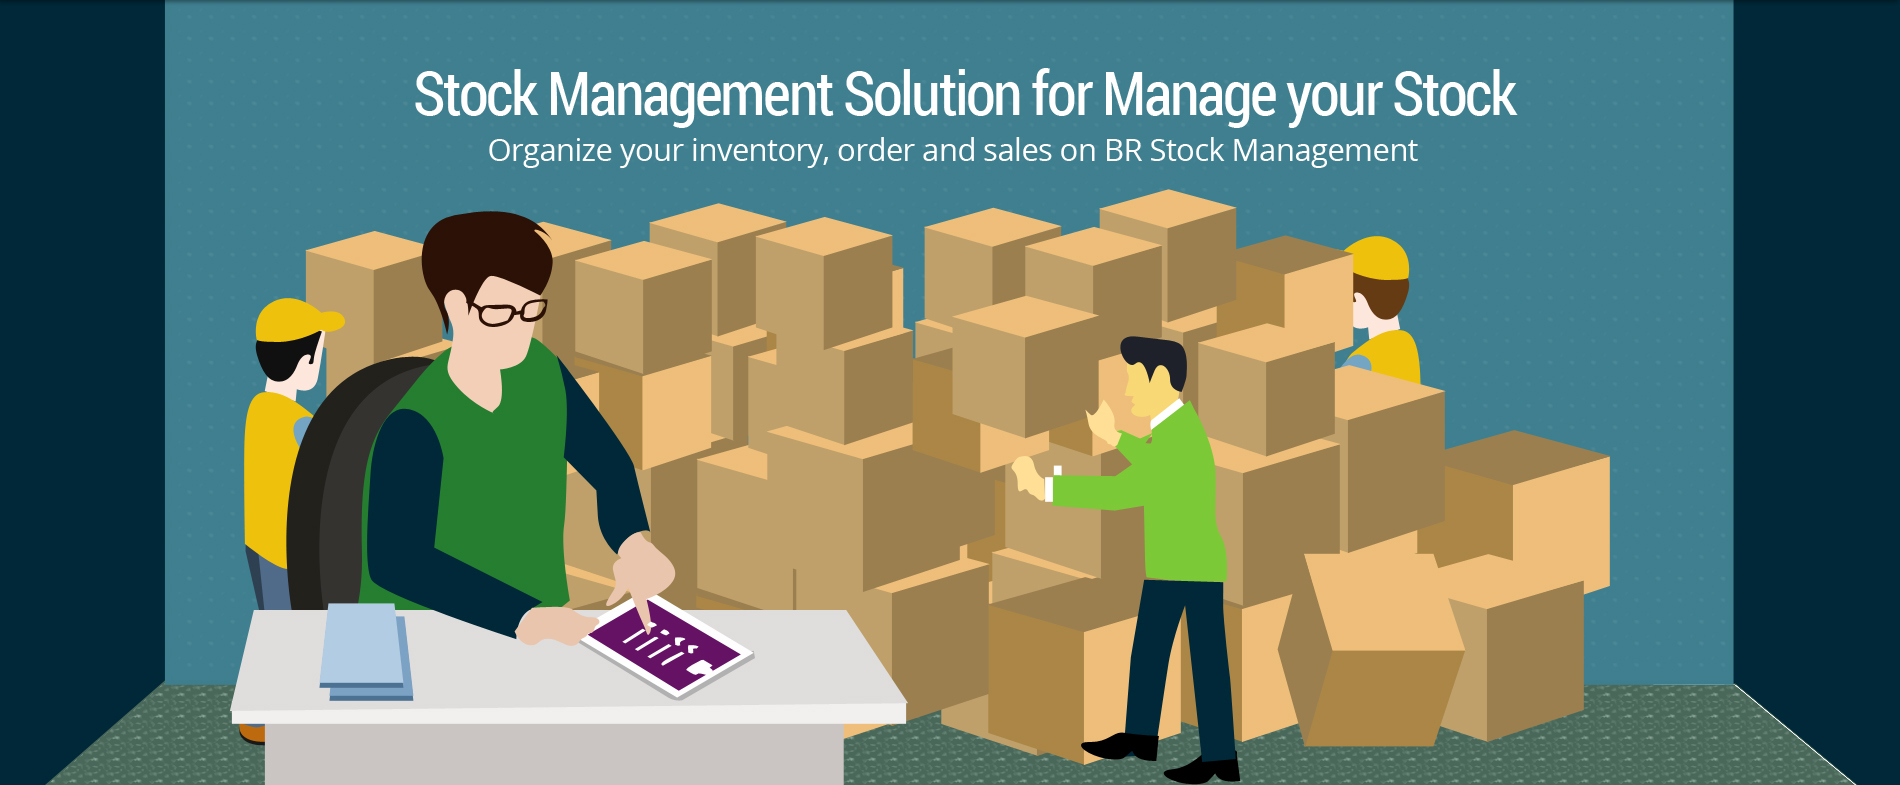 Stock Management Solution for Manage your Stock
Organize your inventory, order and sales on BR Stock Management